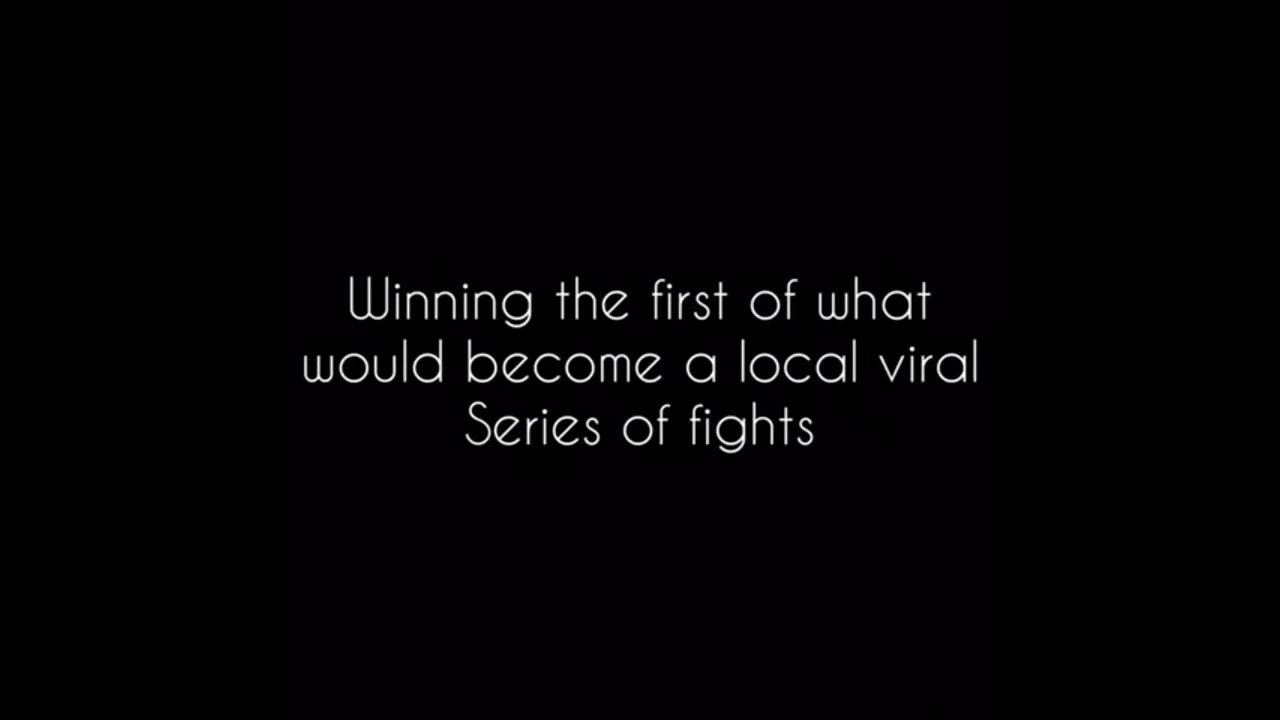 Winning the first of what
would become a local viral
Series of fights